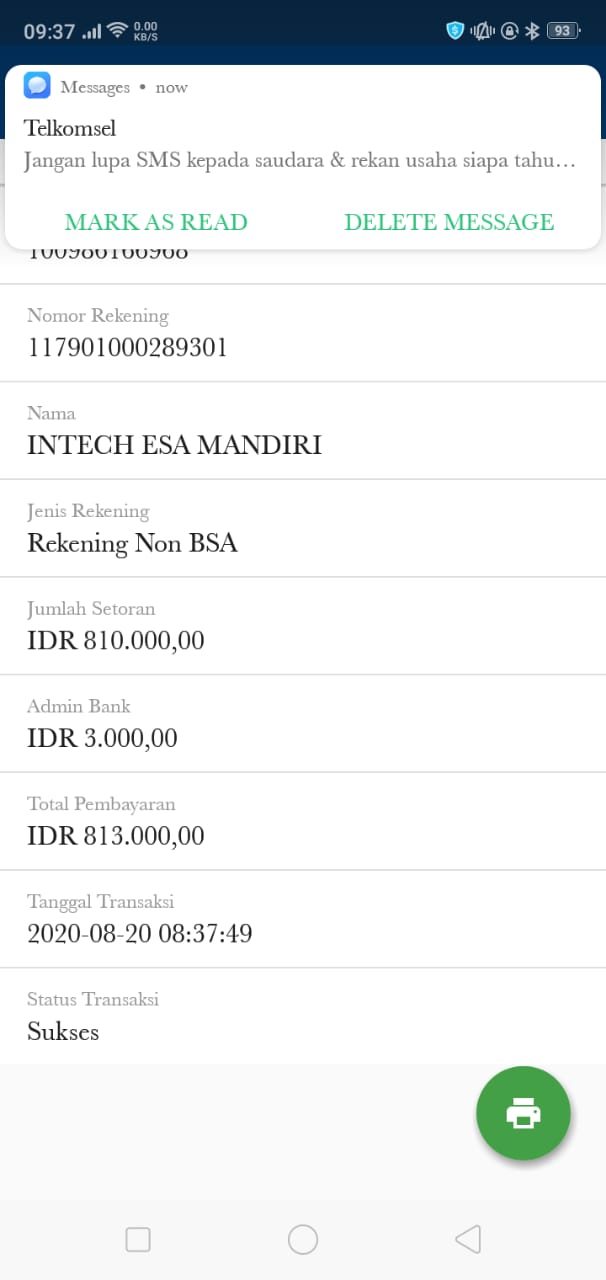 09:37
0.00
KB/S
93
Messages • now
Telkomsel
Jangan lupa SMS kepada saudara & rekan usaha siapa tahu...
MARK AS READ DELETE MESSAGE
Nomor Rekening
117901000289301
Nama
INTECH ESA MANDIRI
Jenis Rekening
Rekening Non BSA
Jumlah Setoran
IDR 810.000,00
Admin Bank
IDR 3.000,00
Total Pembayaran
IDR 813.000,00
Tanggal Transaksi
2020-08-20 08:37:49
Status Transaksi
Sukses